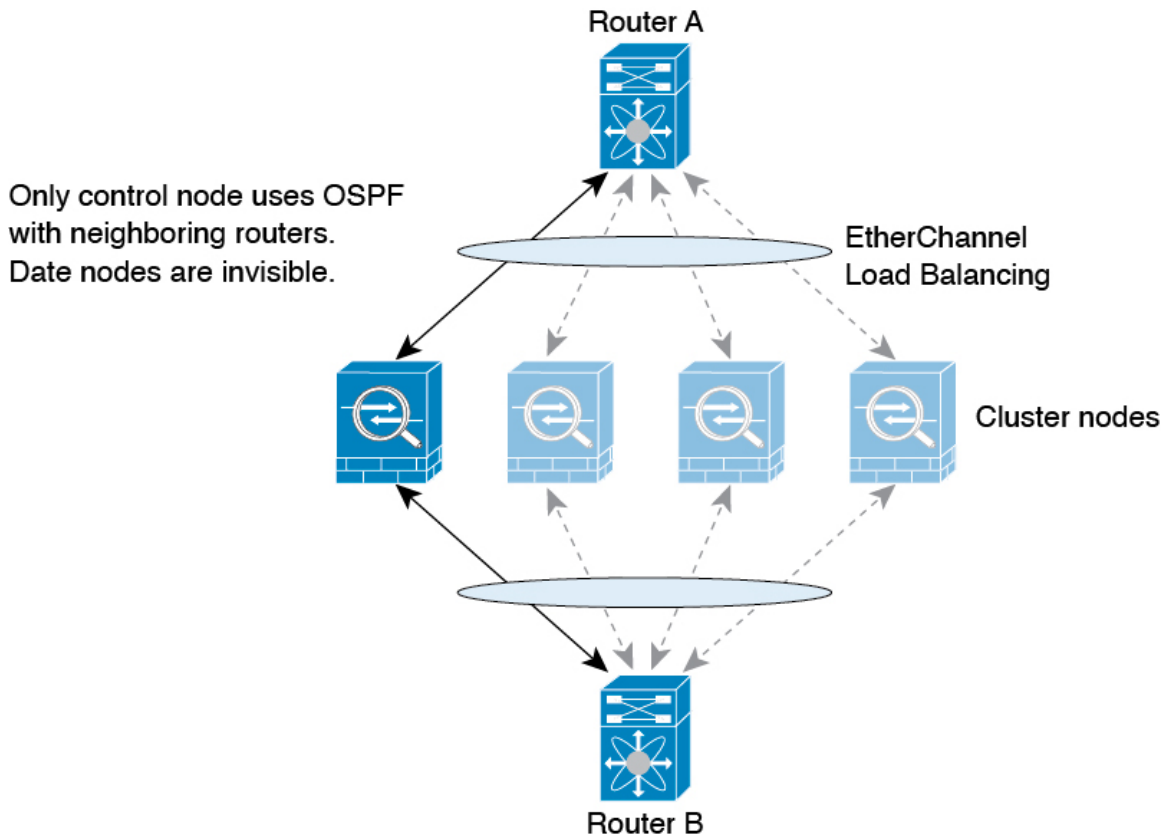 Router A
Only control node uses OSPF
with neighboring routers.
Date nodes are invisible.
EtherChannel
Load Balancing
Cluster nodes
Router B